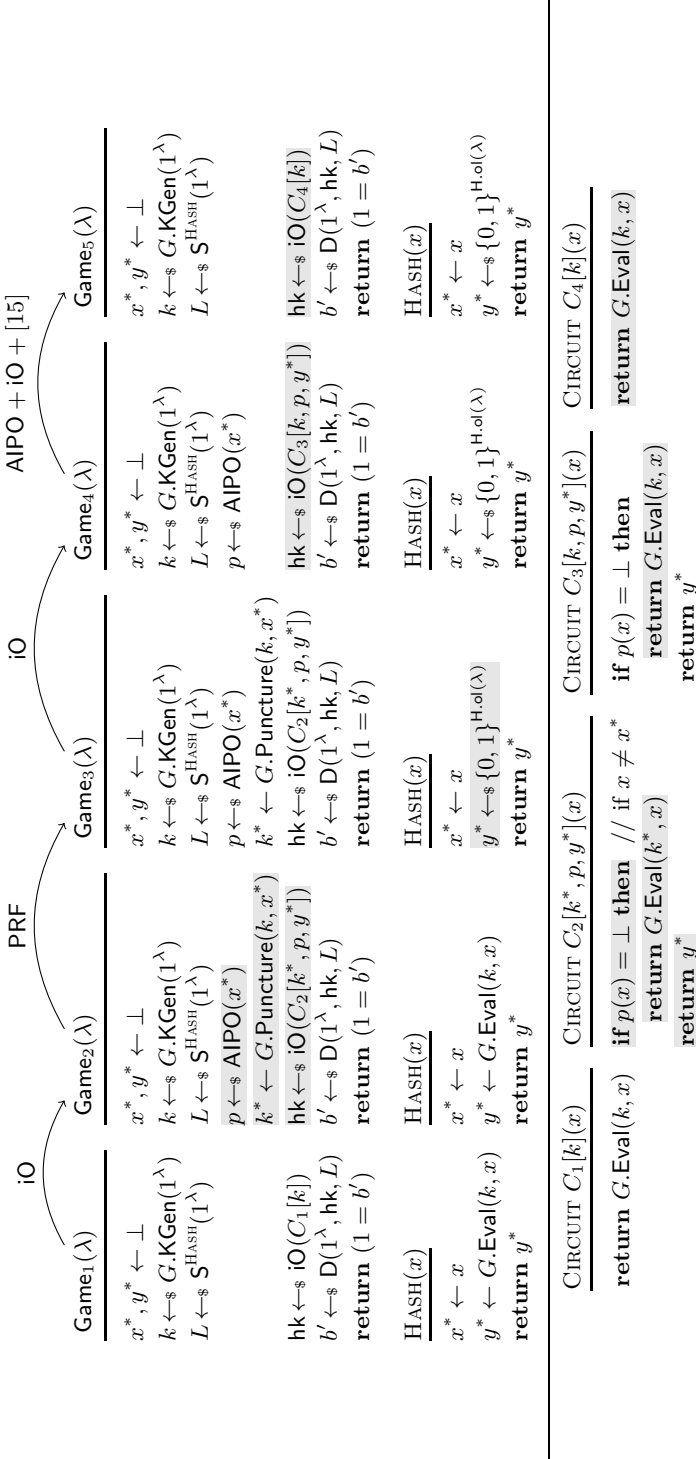 iO
PRF
iO
AIPO + iO + [15]
Game₁(λ)
x*, y* ← ⊥
k ←$ G.KGen(1^λ)
L ←$ S^HASH(1^λ)
hk ←$ iO(C₁[k])
b′ ←$ D(1^λ, hk, L)
return (1 = b′)
HASH(x)
x* ← x
y* ← G.Eval(k, x)
return y*
Game₂(λ)
x*, y* ← ⊥
k ←$ G.KGen(1^λ)
L ←$ S^HASH(1^λ)
p ←$ AIPO(x*)
k* ← G.Puncture(k, x*)
hk ←$ iO(C₂[k*, p, y*])
b′ ←$ D(1^λ, hk, L)
return (1 = b′)
HASH(x)
x* ← x
y* ← G.Eval(k, x)
return y*
Game₃(λ)
x*, y* ← ⊥
k ←$ G.KGen(1^λ)
L ←$ S^HASH(1^λ)
p ←$ AIPO(x*)
k* ← G.Puncture(k, x*)
hk ←$ iO(C₂[k*, p, y*])
b′ ←$ D(1^λ, hk, L)
return (1 = b′)
HASH(x)
x* ← x
y* ←$ {0, 1}^H.ol(λ)
return y*
Game₄(λ)
x*, y* ← ⊥
k ←$ G.KGen(1^λ)
L ←$ S^HASH(1^λ)
p ←$ AIPO(x*)
hk ←$ iO(C₃[k, p, y*])
b′ ←$ D(1^λ, hk, L)
return (1 = b′)
HASH(x)
x* ← x
y* ←$ {0, 1}^H.ol(λ)
return y*
Game₅(λ)
x*, y* ← ⊥
k ←$ G.KGen(1^λ)
L ←$ S^HASH(1^λ)
hk ←$ iO(C₄[k])
b′ ←$ D(1^λ, hk, L)
return (1 = b′)
HASH(x)
x* ← x
y* ←$ {0, 1}^H.ol(λ)
return y*
CIRCUIT C₁[k](x)
return G.Eval(k, x)
CIRCUIT C₂[k*, p, y*](x)
if p(x) = ⊥ then // if x ≠ x*
return G.Eval(k*, x)
return y*
CIRCUIT C₃[k, p, y*](x)
if p(x) = ⊥ then
return G.Eval(k, x)
return y*
CIRCUIT C₄[k](x)
return G.Eval(k, x)